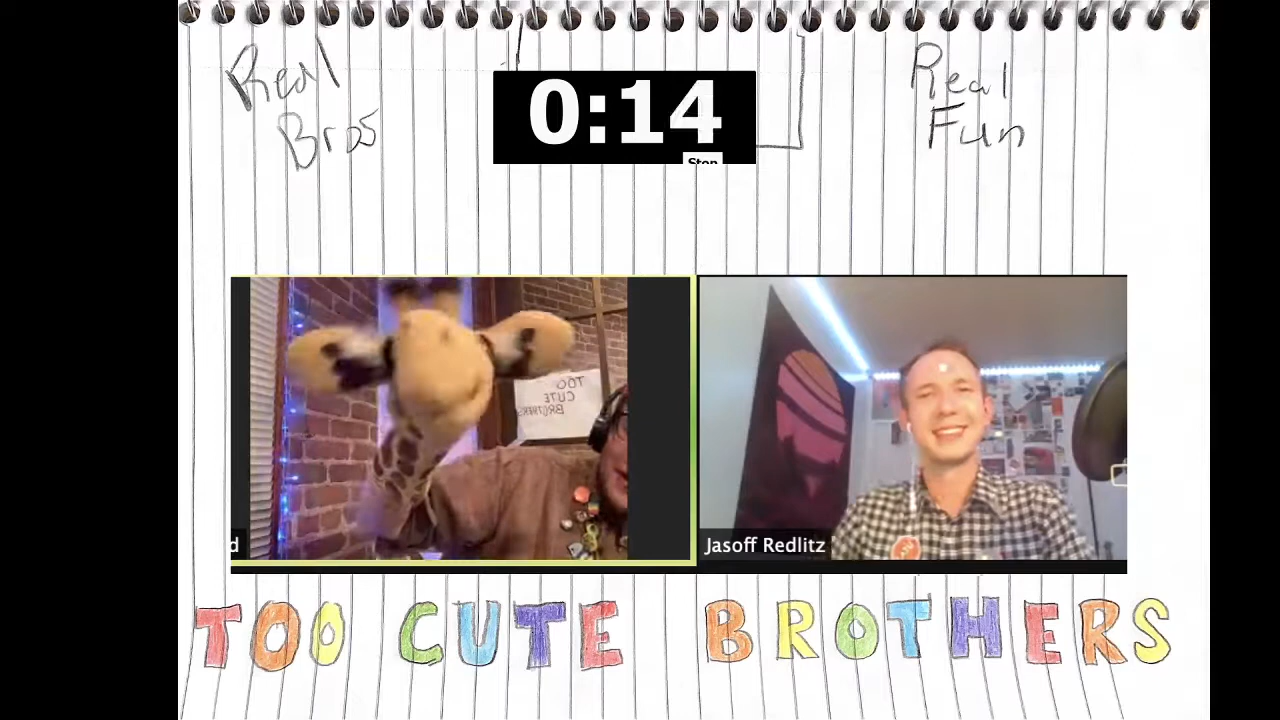 Real
Bros
Real
Fun
0:14
Stop
TOO
CUTE
BROTHERS
d
Jasoff Redlitz
TOO CUTE BROTHERS